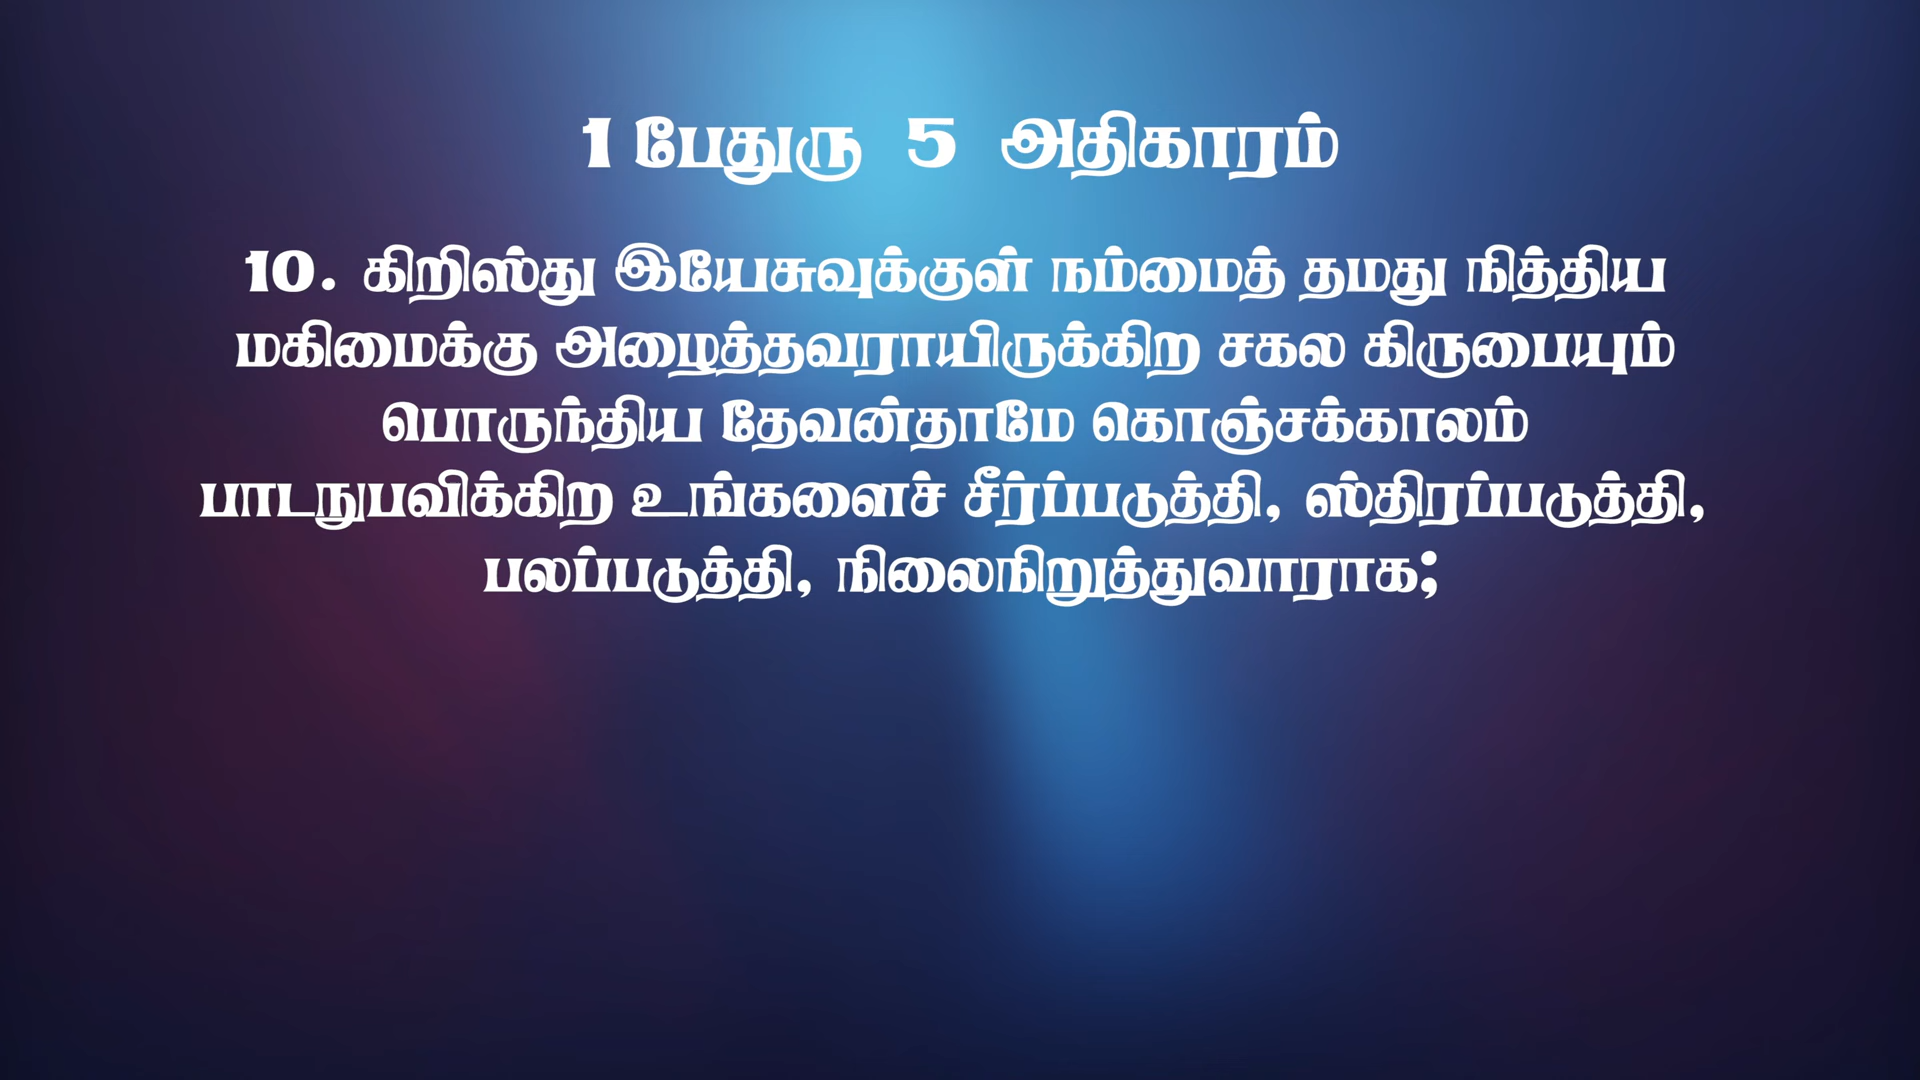 1 பேதுரு 5 அதிகாரம்
10. கிறிஸ்து இயேசுவுக்குள் நம்மைத் தமது நித்திய
மகிமைக்கு அழைத்தவராயிருக்கிற சகல கிருபையும்
பொருந்திய தேவன்தாமே கொஞ்சக்காலம்
பாடநுபவிக்கிற உங்களைச் சீர்ப்படுத்தி, ஸ்திரப்படுத்தி,
பலப்படுத்தி, நிலைநிறுத்துவாராக;